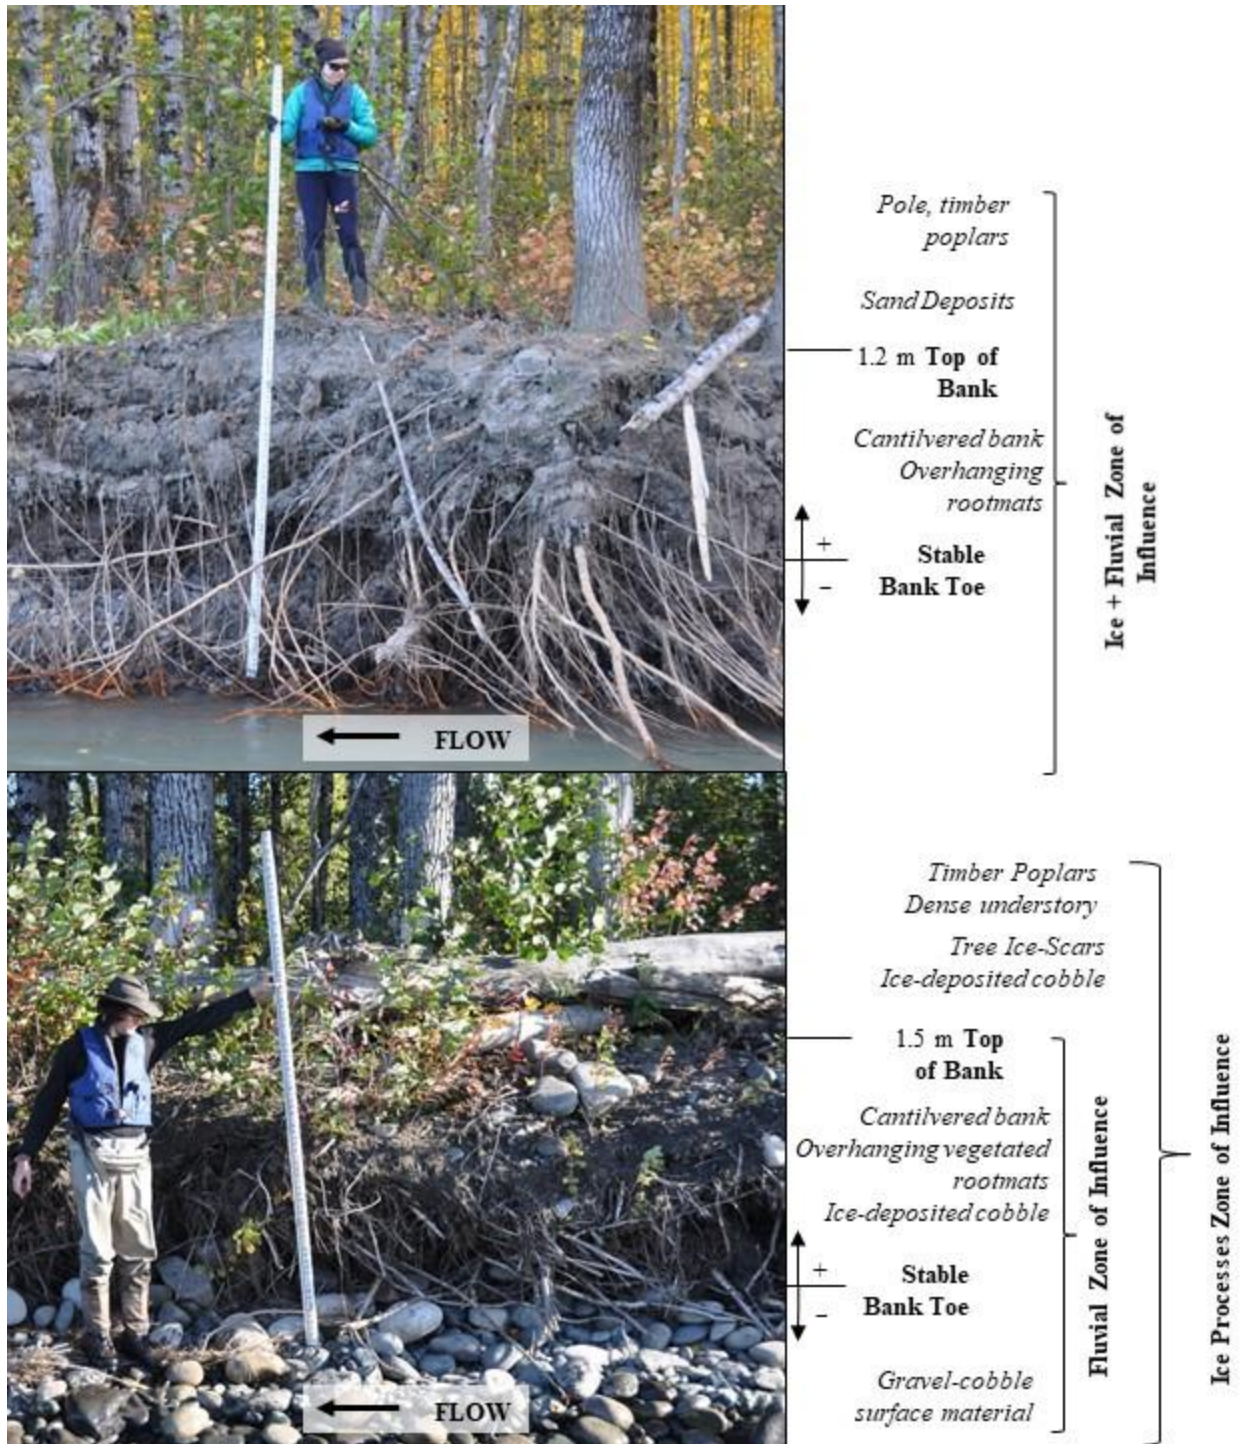 Pole, timber
poplars
Sand Deposits
1.2 m Top of
Bank
Cantilvered bank
Overhanging
rootmats
+
Stable
–
Bank Toe
Ice + Fluvial Zone of
Influence
FLOW
Timber Poplars
Dense understory
Tree Ice-Scars
Ice-deposited cobble
1.5 m Top
of Bank
Cantilvered bank
Overhanging vegetated
rootmats
Ice-deposited cobble
+
Stable
–
Bank Toe
Gravel-cobble
surface material
Fluvial Zone of Influence
Ice Processes Zone of Influence
FLOW